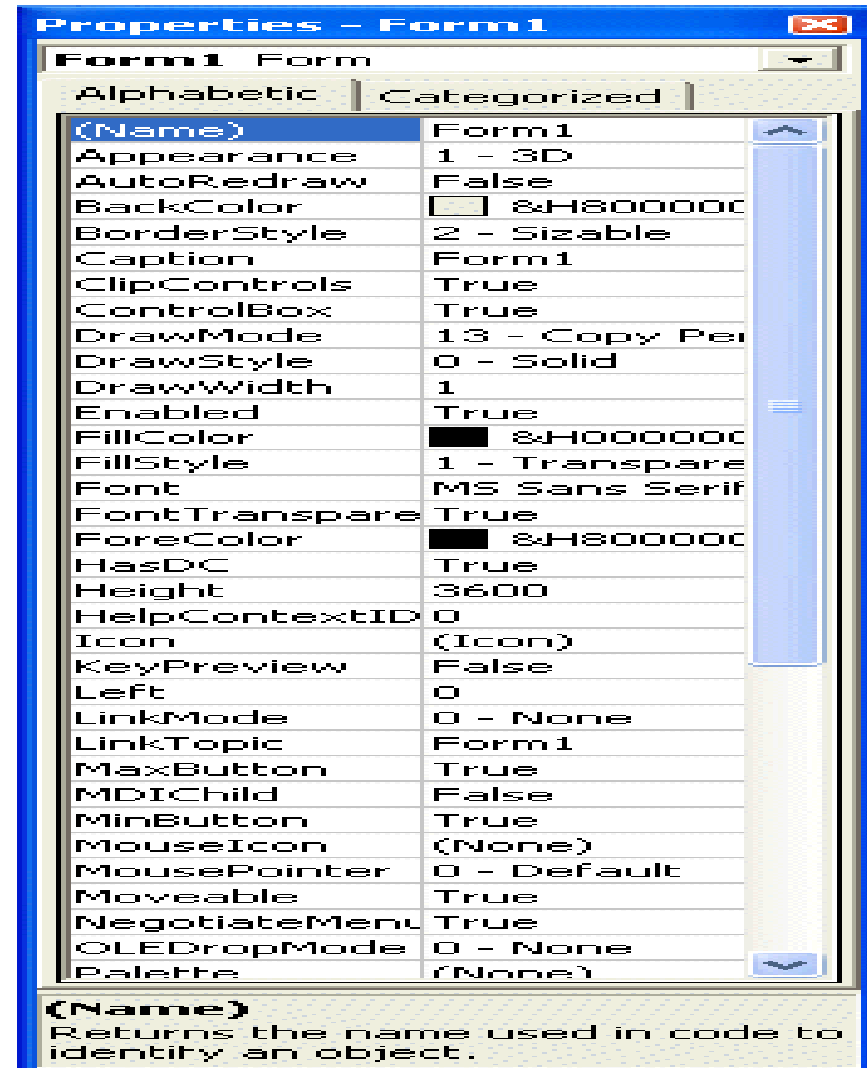 Properties - Form1
Form1 Form
Alphabetic Categorized
(Name) Form1
Appearance 1 - 3D
AutoRedraw False
BackColor &H800000
BorderStyle 2 - Sizable
Caption Form1
ClipControls True
ControlBox True
DrawMode 13 - Copy Pe
DrawStyle 0 - Solid
DrawWidth 1
Enabled True
FillColor &H000000
FillStyle 1 - Transpare
Font MS Sans Serif
FontTranspare True
ForeColor &H800000
HasDC True
Height 3600
HelpContextID 0
Icon (Icon)
KeyPreview False
Left 0
LinkMode 0 - None
LinkTopic Form1
MaxButton True
MDIChild False
MinButton True
MouseIcon (None)
MousePointer 0 - Default
Moveable True
NegotiateMenu True
OLEDropMode 0 - None
Palette (None)
(Name)
Returns the name used in code to
identify an object.